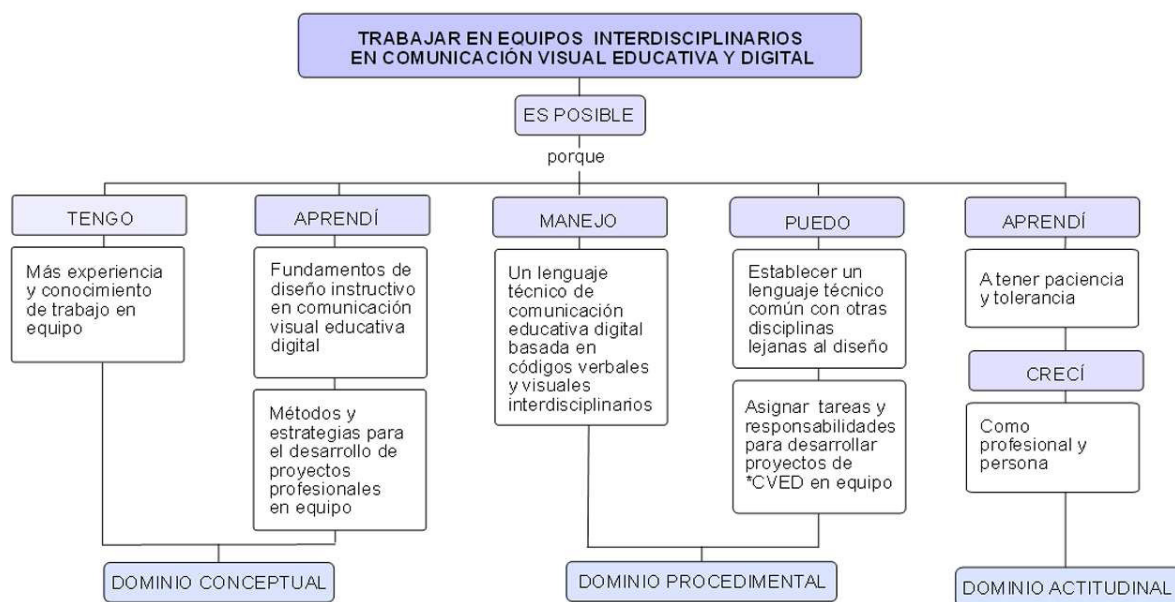 TRABAJAR EN EQUIPOS INTERDISCIPLINARIOS
EN COMUNICACIÓN VISUAL EDUCATIVA Y DIGITAL
ES POSIBLE
porque
TENGO
Más experiencia
y conocimiento
de trabajo en
equipo
APRENDÍ
Fundamentos de
diseño instructivo
en comunicación
visual educativa
digital
Métodos y
estrategias para
el desarrollo de
proyectos
profesionales
en equipo
DOMINIO CONCEPTUAL
MANEJO
Un lenguaje
técnico de
comunicación
educativa digital
basada en
códigos verbales
y visuales
interdisciplinarios
PUEDO
Establecer un
lenguaje técnico
común con otras
disciplinas
lejanas al diseño
Asignar tareas y
responsabilidades
para desarrollar
proyectos de
*CVED en equipo
DOMINIO PROCEDIMENTAL
APRENDÍ
A tener paciencia
y tolerancia
CRECÍ
Como
profesional y
persona
DOMINIO ACTITUDINAL